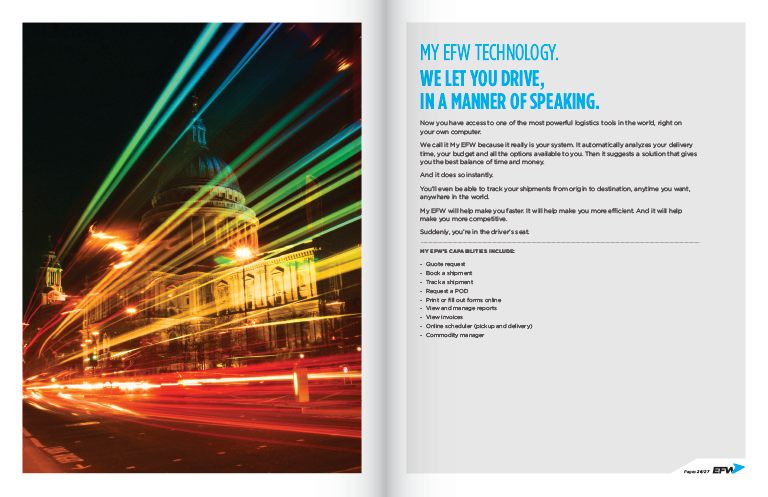 MY EFW TECHNOLOGY.
WE LET YOU DRIVE,
IN A MANNER OF SPEAKING.
Now you have access to one of the most powerful logistics tools in the world, right on
your own computer.
We call it My EFW because it really is your system. It automatically analyzes your delivery
time, your budget and all the options available to you. Then it suggests a solution that gives
you the best balance of time and money.
And it does so instantly.
You'll even be able to track your shipments from origin to destination, anytime you want,
anywhere in the world.
My EFW will help make you faster. It will help make you more efficient. And it will help
make you more competitive.
Suddenly, you're in the driver's seat.
MY EFW'S CAPABILITIES INCLUDE:
- Quote request
- Book a shipment
- Track a shipment
- Request a POD
- Print or fill out forms online
- View and manage reports
- View invoices
- Online scheduler (pickup and delivery)
- Commodity manager
Pages 26/27 EFW